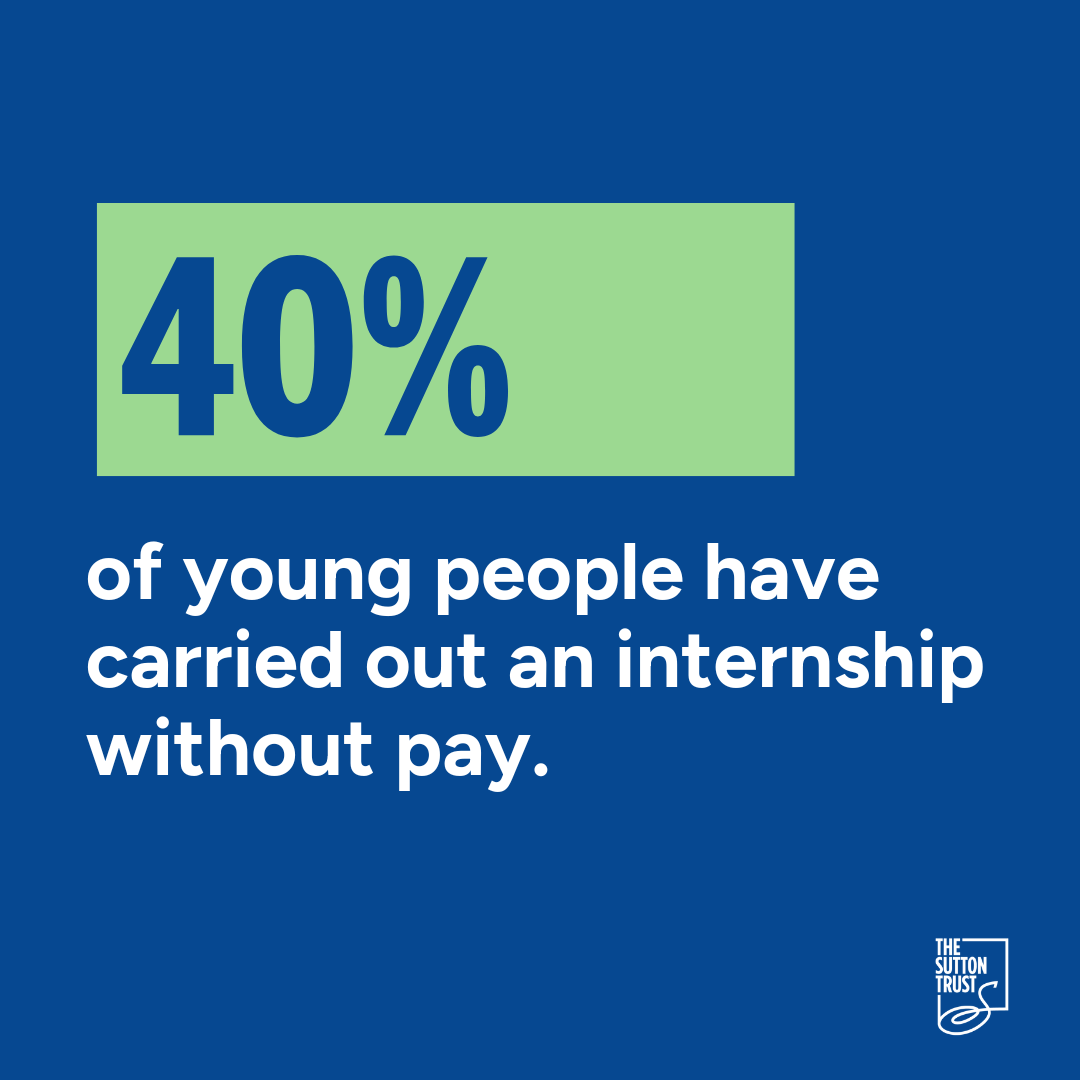 40%
of young people have
carried out an internship
without pay.
THE
SUTTON
TRUST